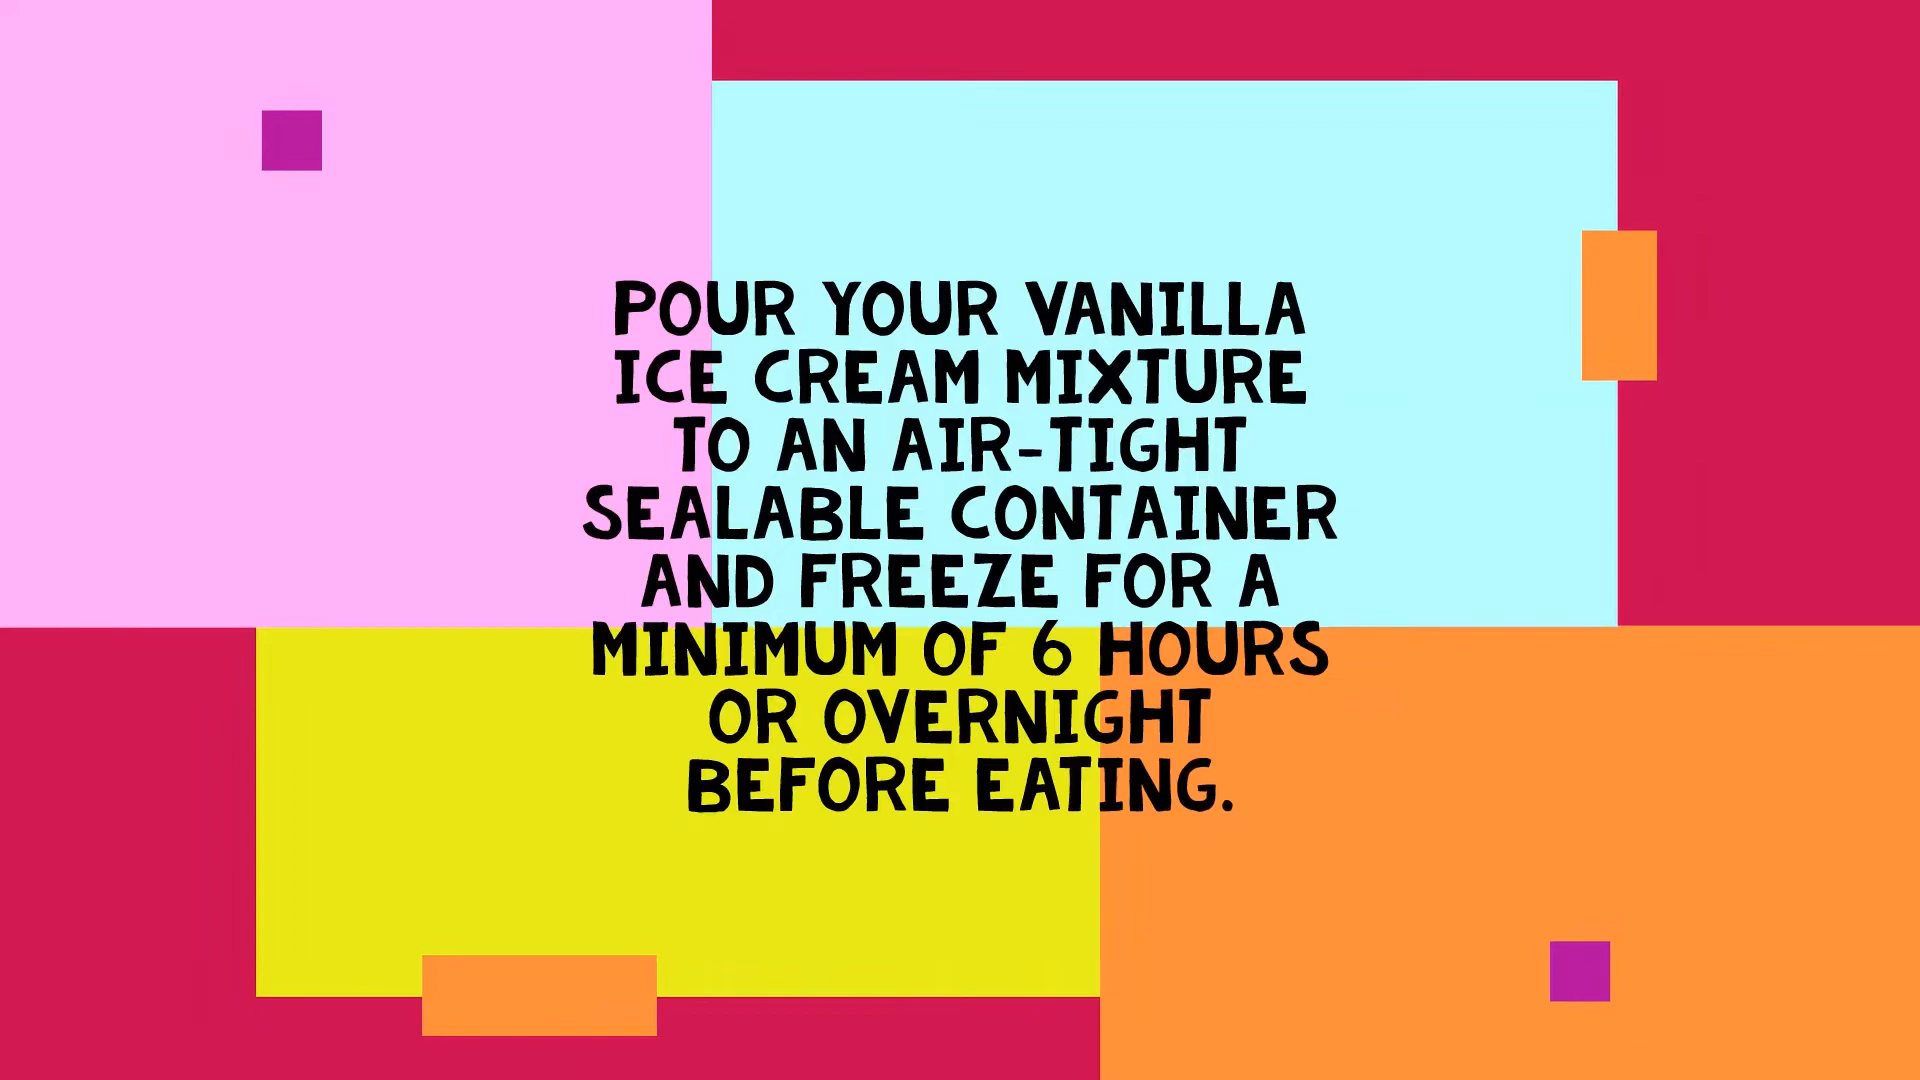 POUR YOUR VANILLA
ICE CREAM MIXTURE
TO AN AIR-TIGHT
SEALABLE CONTAINER
AND FREEZE FOR A
MINIMUM OF 6 HOURS
OR OVERNIGHT
BEFORE EATING.